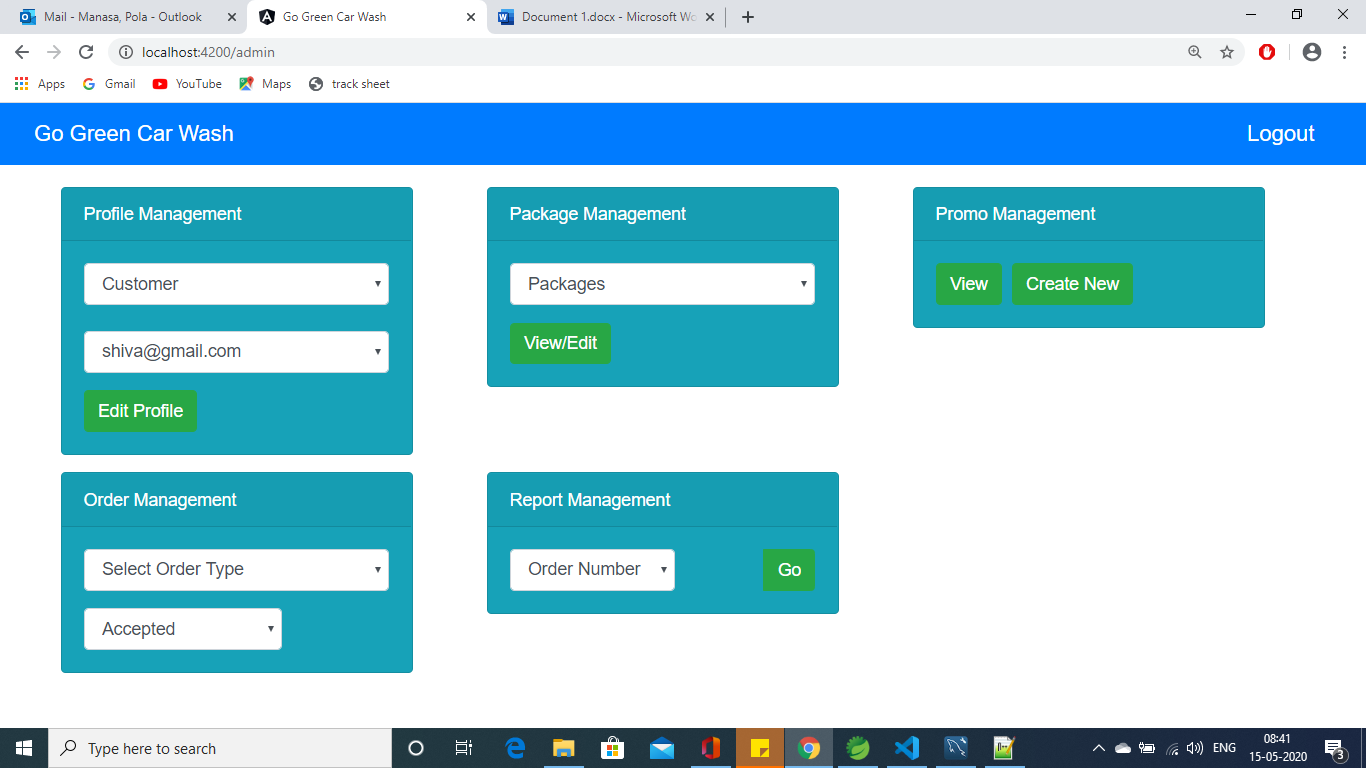 Mail - Manasa, Pola - Outlook
Go Green Car Wash
Document 1.docx - Microsoft Wo
localhost:4200/admin
Apps
Gmail
YouTube
Maps
track sheet
Go Green Car Wash
Logout
Profile Management
Customer
shiva@gmail.com
Edit Profile
Package Management
Packages
View/Edit
Promo Management
View
Create New
Order Management
Select Order Type
Accepted
Report Management
Order Number
Go
Type here to search
ENG
08:41
15-05-2020
3